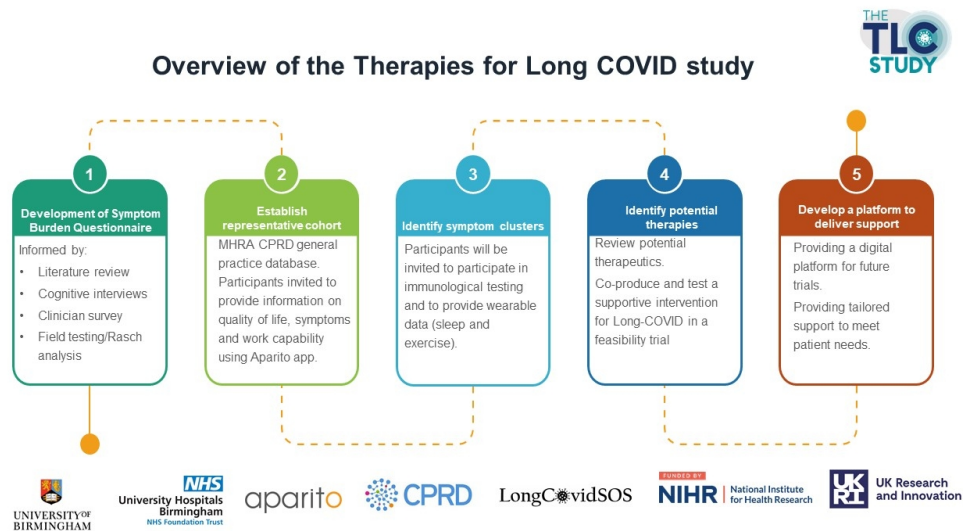 THE
TLC
STUDY
Overview of the Therapies for Long COVID study
1
Development of Symptom
Burden Questionnaire
Informed by:
• Literature review
• Cognitive interviews
• Clinician survey
• Field testing/Rasch
analysis
2
Establish
representative cohort
MHRA CPRD general
practice database.
Participants invited to
provide information on
quality of life, symptoms
and work capability
using Aparito app.
3
Identify symptom clusters
Participants will be
invited to participate in
immunological testing
and to provide wearable
data (sleep and
exercise).
4
Identify potential
therapies
Review potential
therapeutics.
Co-produce and test a
supportive intervention
for Long-COVID in a
feasibility trial
5
Develop a platform to
deliver support
Providing a digital
platform for future
trials.
Providing tailored
support to meet
patient needs.
UNIVERSITY OF
BIRMINGHAM
NHS
University Hospitals
Birmingham
NHS Foundation Trust
aparito
CPRD
LongCovidSOS
FUNDED BY
NIHR | National Institute
for Health Research
UK
RI
UK Research
and Innovation